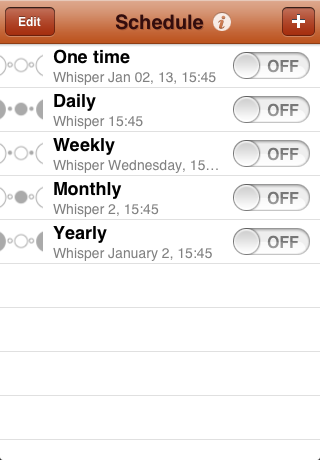 Edit
Schedule
One time
Whisper Jan 02, 13, 15:45
OFF
Daily
Whisper 15:45
OFF
Weekly
Whisper Wednesday, 15…
OFF
Monthly
Whisper 2, 15:45
OFF
Yearly
Whisper January 2, 15:45
OFF